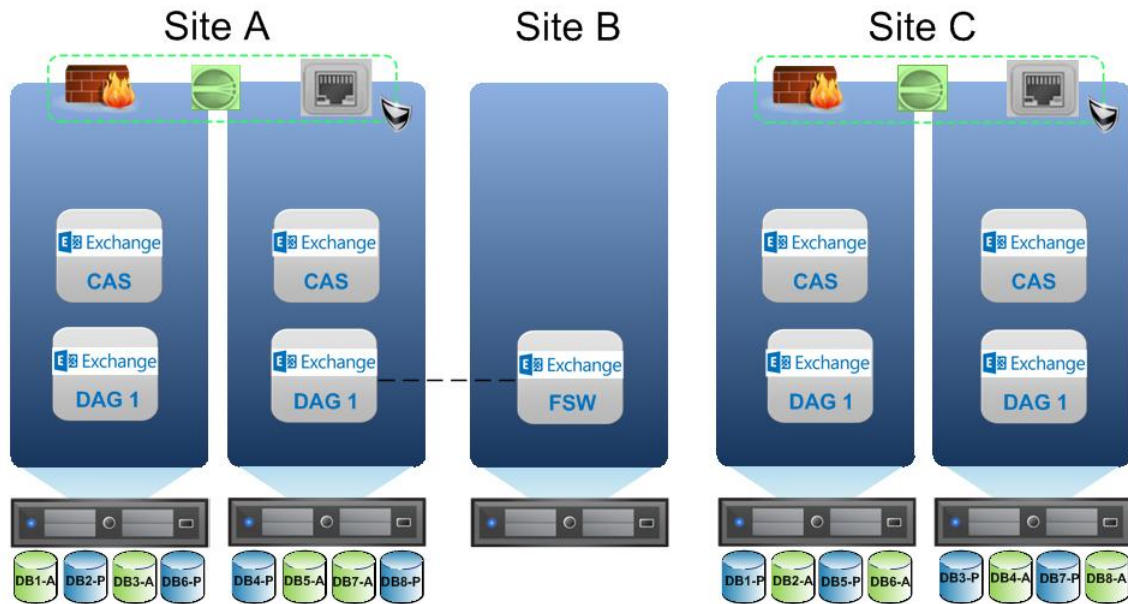 Site A
Site B
Site C
E Exchange
CAS
E Exchange
CAS
E Exchange
CAS
E Exchange
CAS
E Exchange
DAG 1
E Exchange
DAG 1
E Exchange
FSW
E Exchange
DAG 1
E Exchange
DAG 1
DB1-A DB2-P DB3-A DB6-P
DB4-P DB5-A DB7-A DB8-P
DB1-P DB2-A DB5-P DB6-A
DB3-P DB4-A DB7-P DB8-A